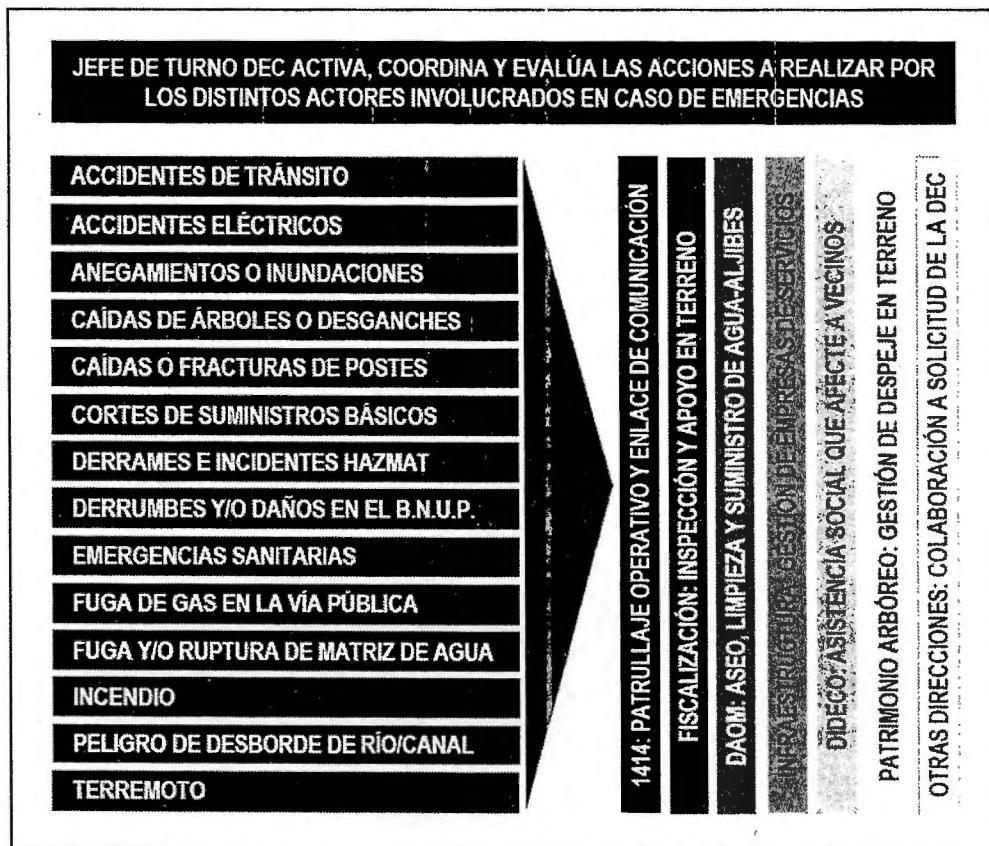 JEFE DE TURNO DEC ACTIVA, COORDINA Y EVALÚA LAS ACCIONES A REALIZAR POR
LOS DISTINTOS ACTORES INVOLUCRADOS EN CASO DE EMERGENCIAS
ACCIDENTES DE TRÁNSITO
ACCIDENTES ELÉCTRICOS
ANEGAMIENTOS O INUNDACIONES
CAÍDAS DE ÁRBOLES O DESGANCHES
CAÍDAS O FRACTURAS DE POSTES
CORTES DE SUMINISTROS BÁSICOS
DERRAMES E INCIDENTES HAZMAT
DERRUMBES Y/O DAÑOS EN EL B.N.U.P.
EMERGENCIAS SANITARIAS
FUGA DE GAS EN LA VÍA PÚBLICA
FUGA Y/O RUPTURA DE MATRIZ DE AGUA
INCENDIO
PELIGRO DE DESBORDE DE RÍO/CANAL
TERREMOTO
1414: PATRULLAJE OPERATIVO Y ENLACE DE COMUNICACIÓN
FISCALIZACIÓN: INSPECCIÓN Y APOYO EN TERRENO
DAOM: ASEO, LIMPIEZA Y SUMINISTRO DE AGUA-ALJIBES
INFRAESTRUCTURA: GESTIÓN DE EMPRESAS DE SERVICIOS
DIDECO: ASISTENCIA SOCIAL QUE AFECTE A VECINOS
PATRIMONIO ARBÓREO: GESTIÓN DE DESPEJE EN TERRENO
OTRAS DIRECCIONES: COLABORACIÓN A SOLICITUD DE LA DEC